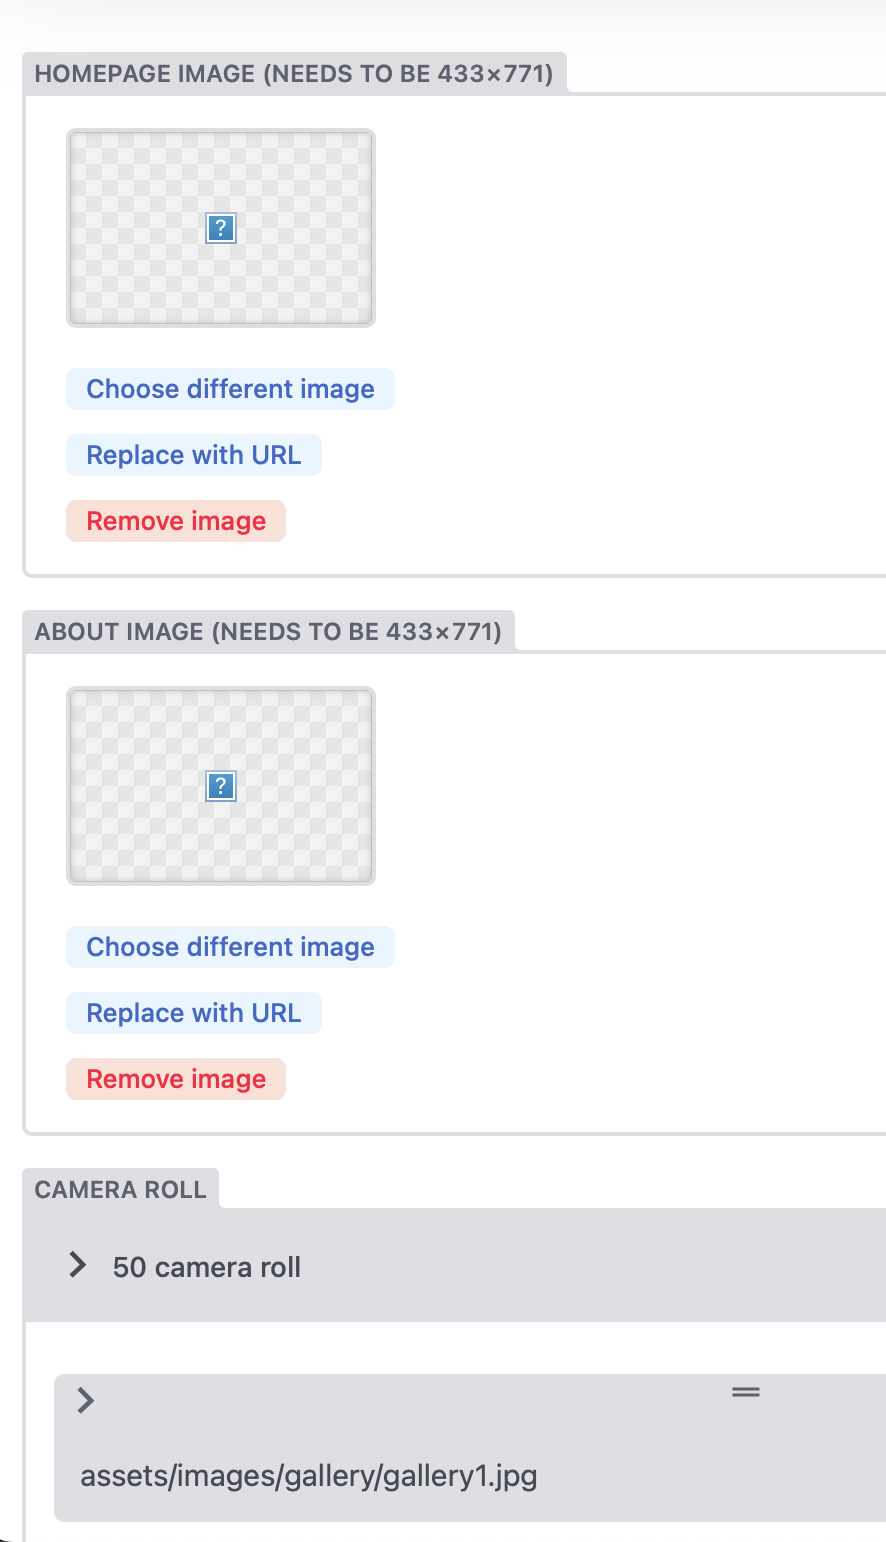 HOMEPAGE IMAGE (NEEDS TO BE 433×771)
?
Choose different image
Replace with URL
Remove image
ABOUT IMAGE (NEEDS TO BE 433×771)
?
Choose different image
Replace with URL
Remove image
CAMERA ROLL
50 camera roll
assets/images/gallery/gallery1.jpg